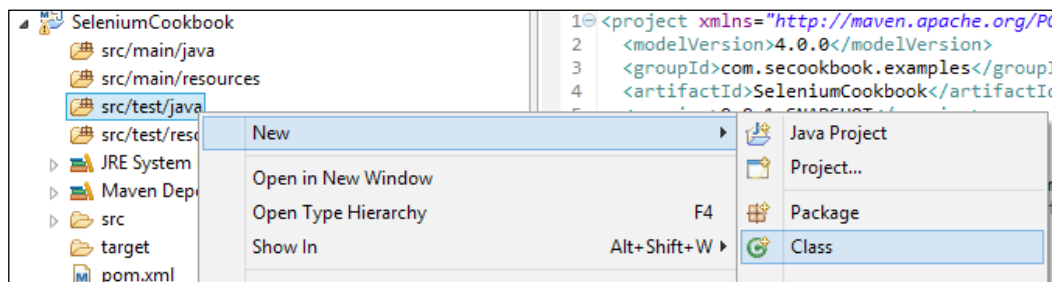 SeleniumCookbook
src/main/java
src/main/resources
src/test/java
src/test/reso
JRE System
Maven Dep
src
target
pom.xml
1 <project xmlns="http://maven.apache.org/PO
2 <modelVersion>4.0.0</modelVersion>
3 <groupId>com.secookbook.examples</groupI
4 <artifactId>SeleniumCookbook</artifactId
New
Open in New Window
Open Type Hierarchy F4
Show In Alt+Shift+W
Java Project
Project...
Package
Class